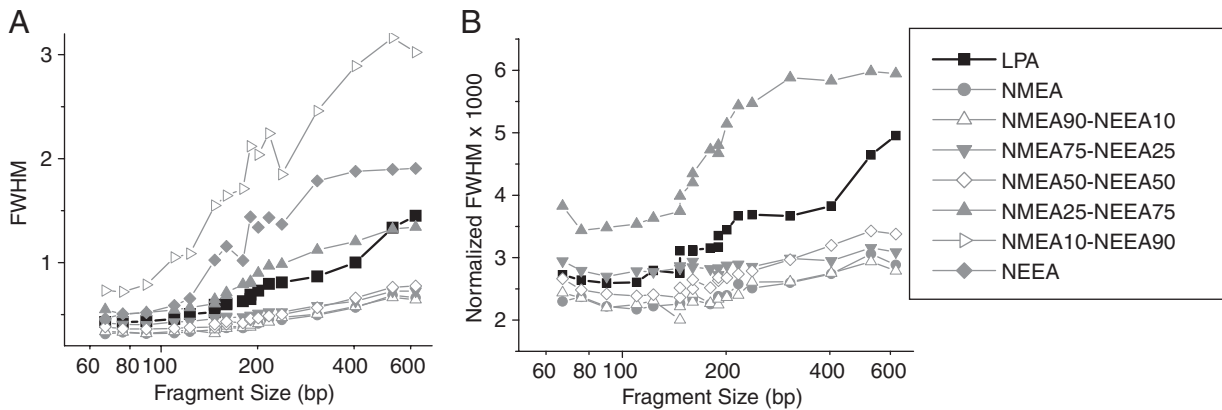 A
FWHM
3
2
1
60 80 100 200 400 600
Fragment Size (bp)
B
Normalized FWHM x 1000
6
5
4
3
2
60 80 100 200 400 600
Fragment Size (bp)
LPA
NMEA
NMEA90-NEEA10
NMEA75-NEEA25
NMEA50-NEEA50
NMEA25-NEEA75
NMEA10-NEEA90
NEEA